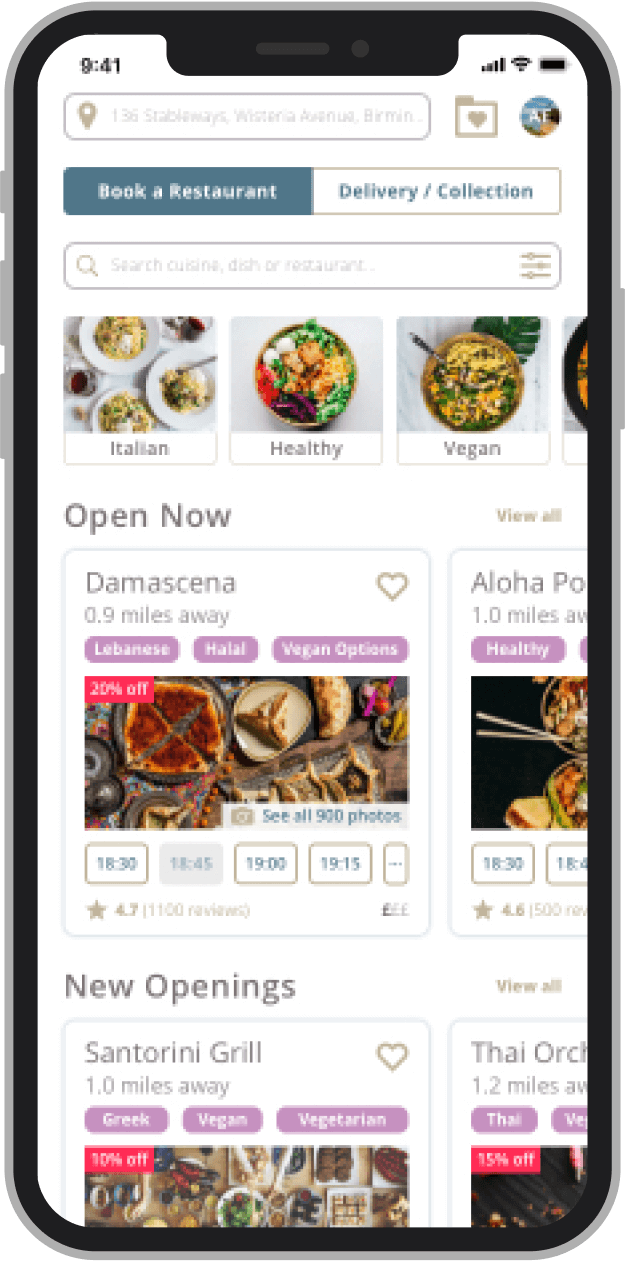 9:41
136 Stableways, Wisteria Avenue, Birmin...
AF
Book a Restaurant
Delivery / Collection
Search cuisine, dish or restaurant...
Italian
Healthy
Vegan
Open Now
View all
Damascena
0.9 miles away
Lebanese Halal Vegan Options
20% off
See all 900 photos
18:30 18:45 19:00 19:15 ...
4.7 (1100 reviews) £££
Aloha Po
1.0 miles aw
Healthy
18:30 18:4
4.6 (500 rev
New Openings
View all
Santorini Grill
1.0 miles away
Greek Vegan Vegetarian
10% off
Thai Orch
1.2 miles aw
Thai Ve
15% off